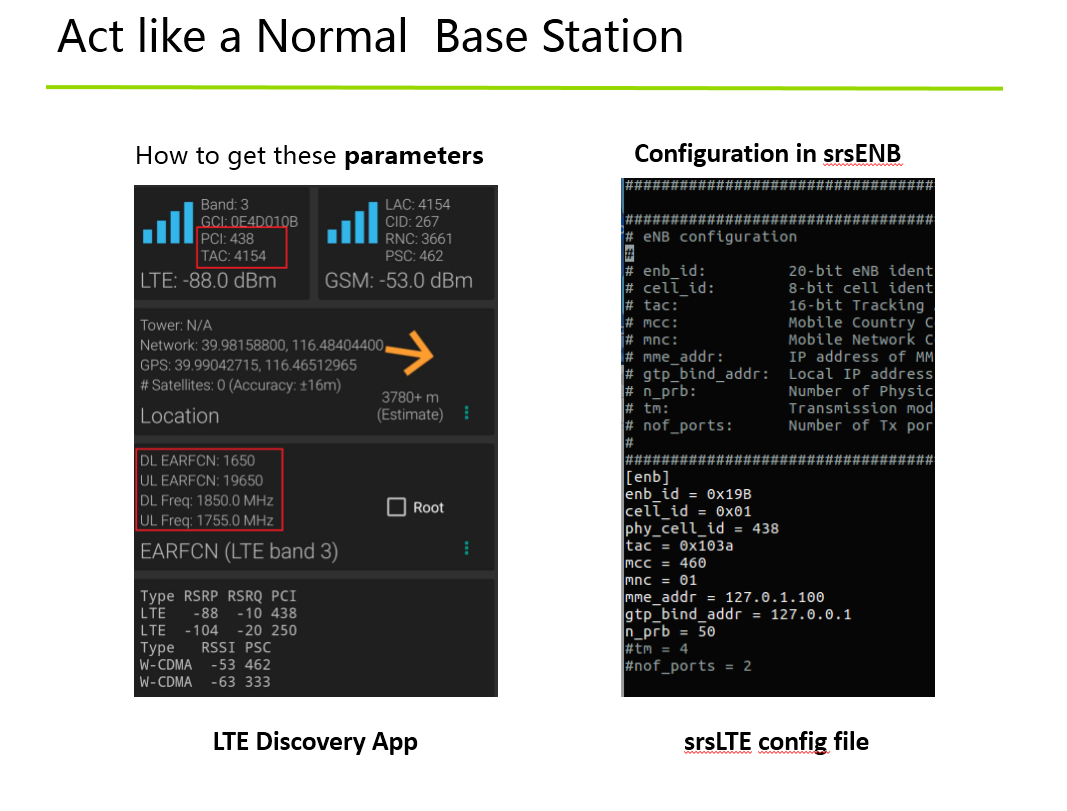 Act like a Normal Base Station
How to get these parameters
Configuration in srsENB
Band: 3
GCI: 0E4D010B
PCI: 438
TAC: 4154
LTE: -88.0 dBm
LAC: 4154
CID: 267
RNC: 3661
PSC: 462
GSM: -53.0 dBm
Tower: N/A
Network: 39.98158800, 116.48404400
GPS: 39.99042715, 116.46512965
# Satellites: 0 (Accuracy: ±16m)
3780+ m
(Estimate)
Location
DL EARFCN: 1650
UL EARFCN: 19650
DL Freq: 1850.0 MHz
UL Freq: 1755.0 MHz
Root
EARFCN (LTE band 3)
Type RSRP RSRQ PCI
LTE -88 -10 438
LTE -104 -20 250
Type RSSI PSC
W-CDMA -53 462
W-CDMA -63 333
LTE Discovery App
###################################
###################################
# eNB configuration
#
# enb_id: 20-bit eNB ident
# cell_id: 8-bit cell ident
# tac: 16-bit Tracking
# mcc: Mobile Country C
# mnc: Mobile Network C
# mme_addr: IP address of MM
# gtp_bind_addr: Local IP address
# n_prb: Number of Physic
# tm: Transmission mod
# nof_ports: Number of Tx por
#
###################################
[enb]
enb_id = 0x19B
cell_id = 0x01
phy_cell_id = 438
tac = 0x103a
mcc = 460
mnc = 01
mme_addr = 127.0.1.100
gtp_bind_addr = 127.0.0.1
n_prb = 50
#tm = 4
#nof_ports = 2
srsLTE config file